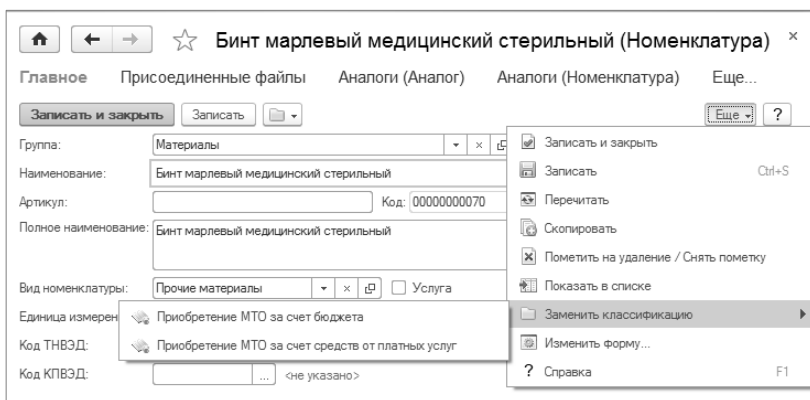 Бинт марлевый медицинский стерильный (Номенклатура)
Главное Присоединенные файлы Аналоги (Аналог) Аналоги (Номенклатура) Еще...
Записать и закрыть Записать Еще ?
Группа: Материалы
Наименование: Бинт марлевый медицинский стерильный
Артикул: Код: 00000000070
Полное наименование: Бинт марлевый медицинский стерильный
Вид номенклатуры: Прочие материалы Услуга
Единица измерен
Код ТНВЭД:
Код КПВЭД: ... <не указано>
Записать и закрыть
Записать Ctrl+S
Перечитать
Скопировать
Пометить на удаление / Снять пометку
Показать в списке
Заменить классификацию
Изменить форму...
? Справка F1
Приобретение МТО за счет бюджета
Приобретение МТО за счет средств от платных услуг